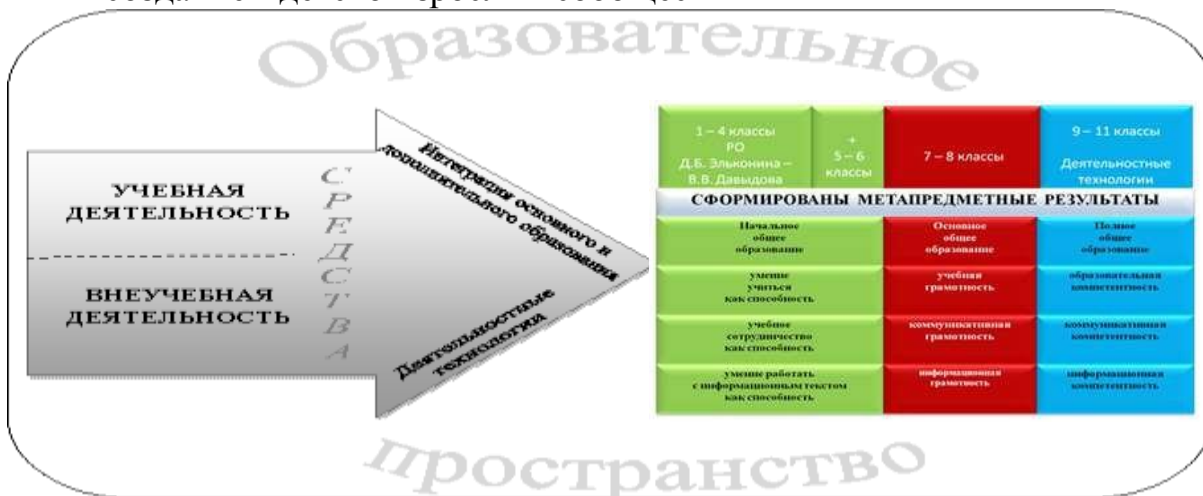 Образовательное
УЧЕБНАЯ
ДЕЯТЕЛЬНОСТЬ
ВНЕУЧЕБНАЯ
ДЕЯТЕЛЬНОСТЬ
СРЕДСТВА
Интеграция основного и
дополнительного образования
Деятельностные
технологии
1 – 4 классы
РО
Д.Б. Эльконина –
В.В. Давыдова
+
5 – 6
классы
7 – 8 классы
9 – 11 классы
Деятельностные
технологии
СФОРМИРОВАНЫ МЕТАПРЕДМЕТНЫЕ РЕЗУЛЬТАТЫ
Начальное
общее
образование
Основное
общее
образование
Полное
общее
образование
умение
учиться
как способность
учебная
грамотность
образовательная
компетентность
учебное
сотрудничество
как способность
коммуникативная
грамотность
коммуникативная
компетентность
умение работать
с информационным текстом
как способность
информационная
грамотность
информационная
компетентность
пространство